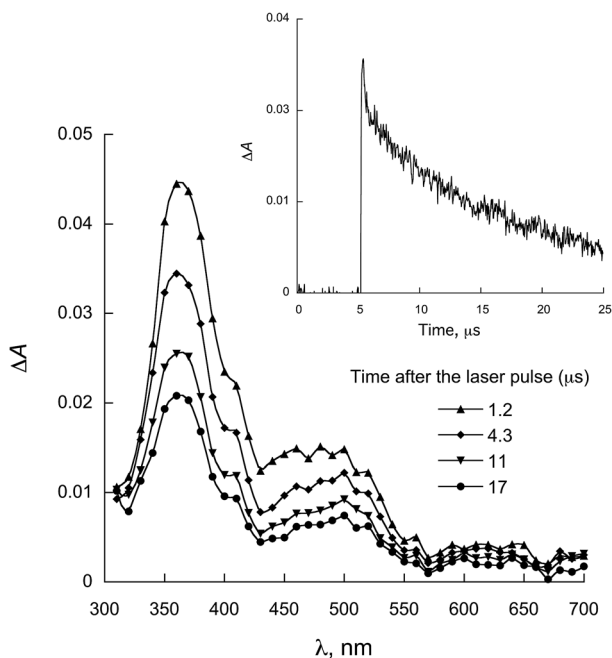 0.04
0.03
0.01
0
ΔA
0 5 10 15 20 25
Time, μs
0.05
0.04
0.03
0.02
0.01
0
ΔA
Time after the laser pulse (μs)
1.2
4.3
11
17
300 350 400 450 500 550 600 650 700
λ, nm